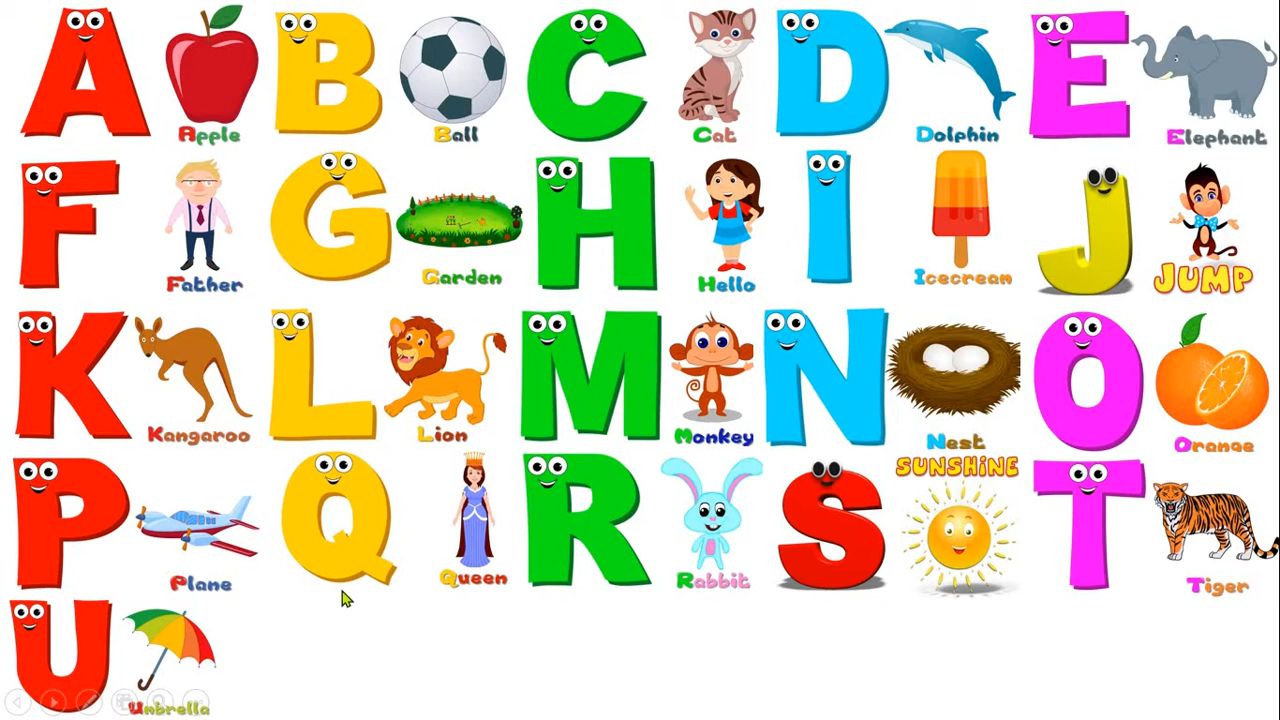 A
Apple
B
Ball
C
Cat
D
Dolphin
E
Elephant
F
Father
G
Garden
H
Hello
I
Icecream
J
JUMP
K
Kangaroo
L
Lion
M
Monkey
N
Nest
O
Orange
P
Plane
Q
Queen
R
Rabbit
S
SUNSHINE
T
Tiger
U
Umbrella